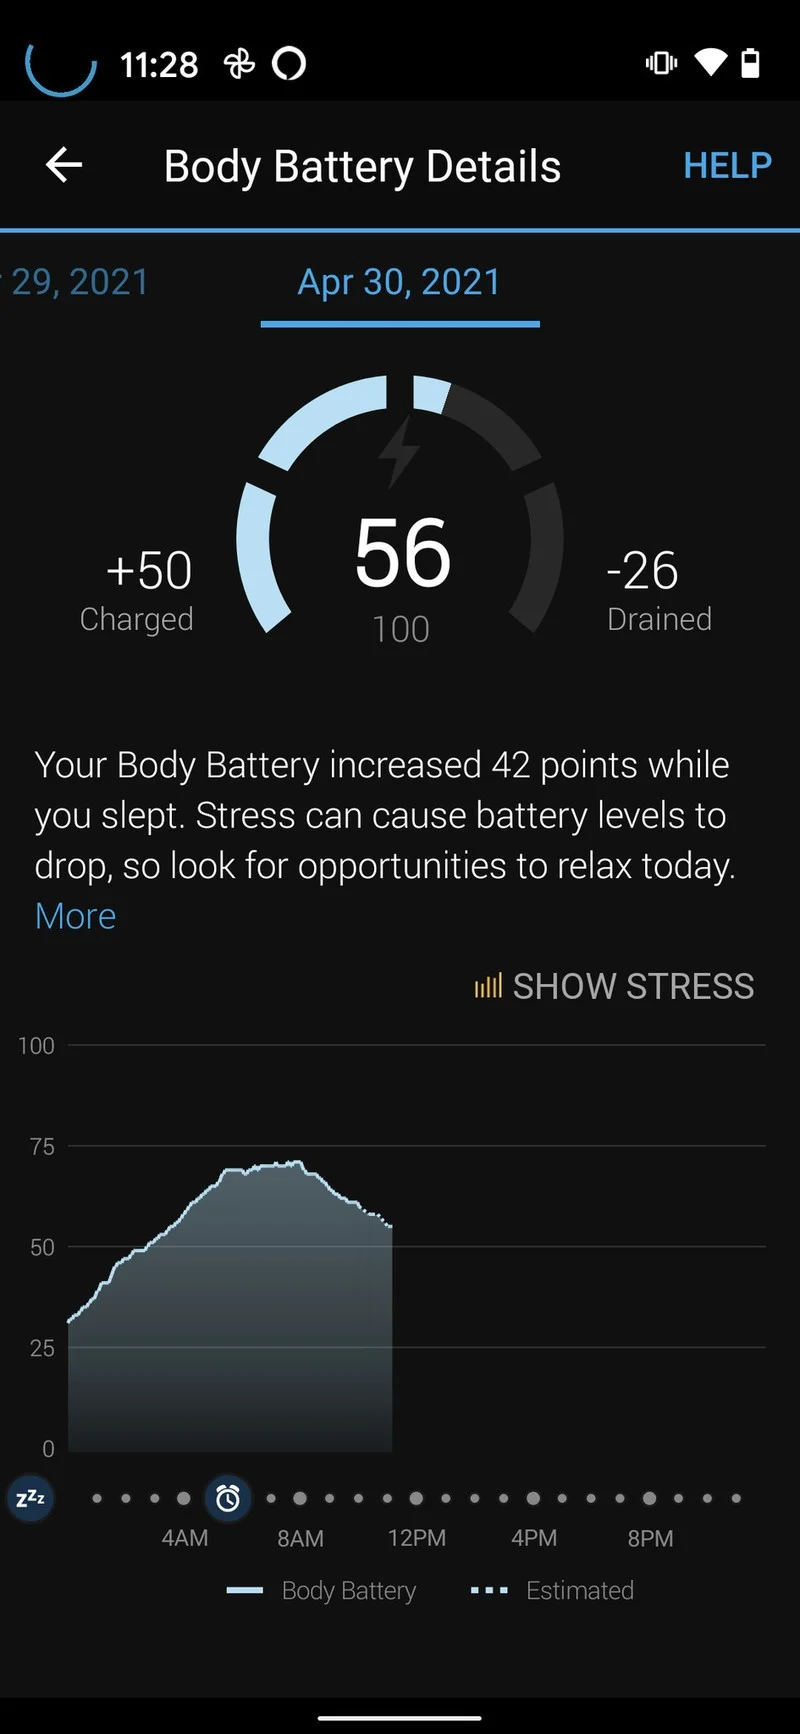 11:28
Body Battery Details
HELP
29, 2021
Apr 30, 2021
56
100
+50
Charged
-26
Drained
Your Body Battery increased 42 points while
you slept. Stress can cause battery levels to
drop, so look for opportunities to relax today.
More
SHOW STRESS
100
75
50
25
0
zzz
4AM 8AM 12PM 4PM 8PM
Body Battery Estimated